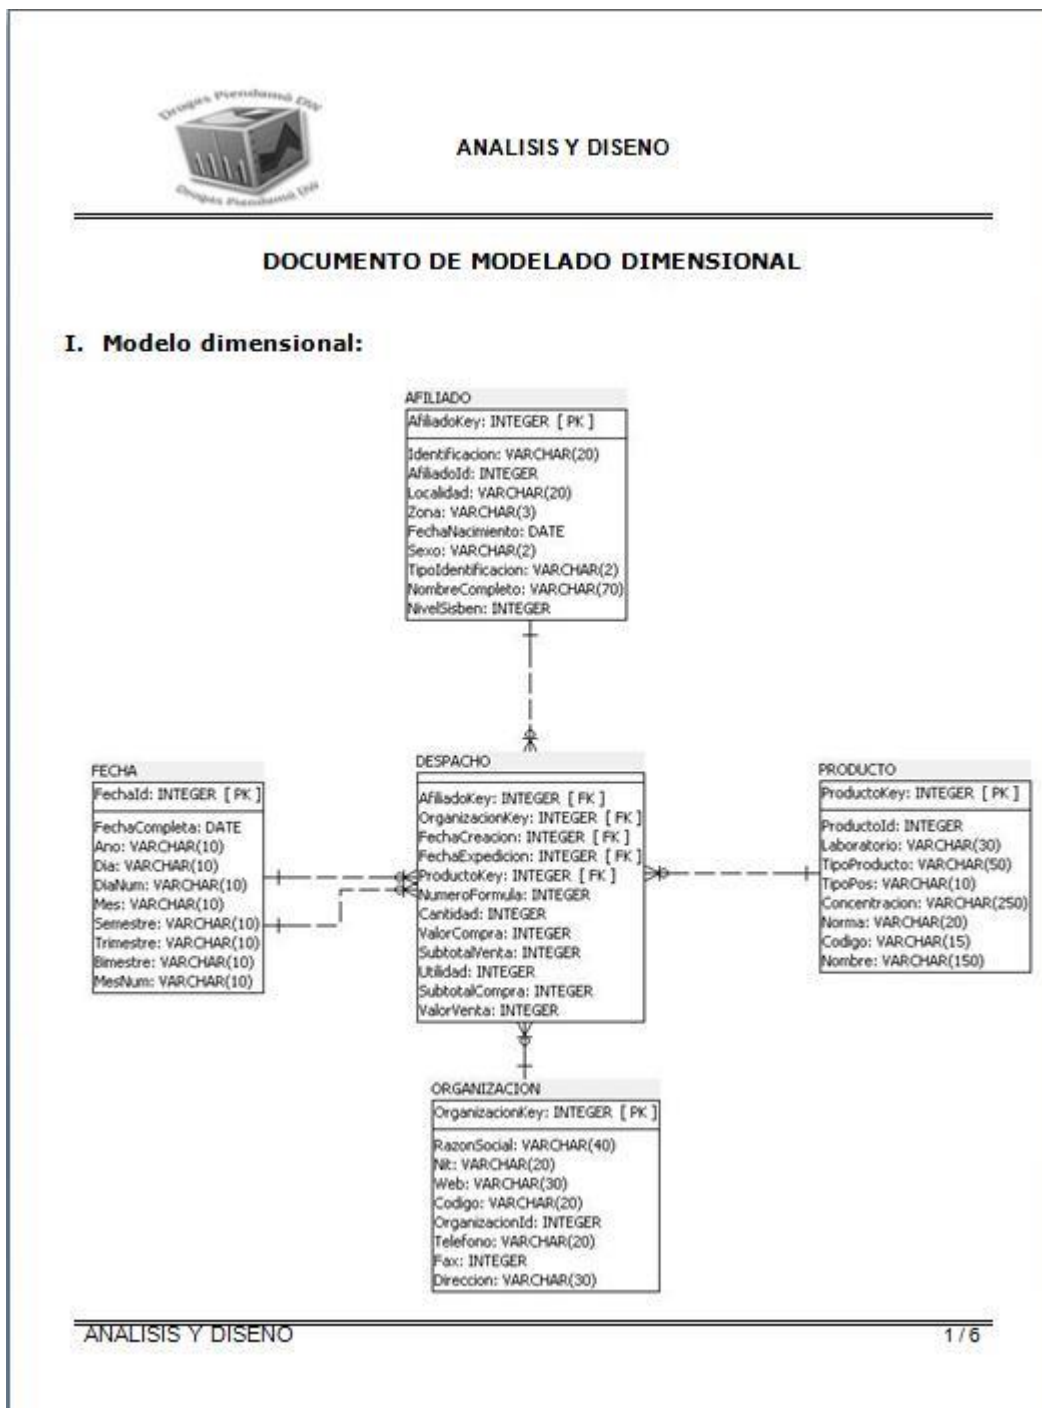 Drogas Piendamó DW
ANALISIS Y DISENO
Drogas Piendamó DW
DOCUMENTO DE MODELADO DIMENSIONAL
I. Modelo dimensional:
AFILIADO
AfiliadoKey: INTEGER [ PK ]
Identificacion: VARCHAR(20)
AfiliadoId: INTEGER
Localidad: VARCHAR(20)
Zona: VARCHAR(3)
FechaNacimiento: DATE
Sexo: VARCHAR(2)
TipoIdentificacion: VARCHAR(2)
NombreCompleto: VARCHAR(70)
NivelSisben: INTEGER
FECHA
FechaId: INTEGER [ PK ]
FechaCompleta: DATE
Ano: VARCHAR(10)
Dia: VARCHAR(10)
DiaNum: VARCHAR(10)
Mes: VARCHAR(10)
Semestre: VARCHAR(10)
Trimestre: VARCHAR(10)
Bimestre: VARCHAR(10)
MesNum: VARCHAR(10)
DESPACHO
AfiliadoKey: INTEGER [ FK ]
OrganizacionKey: INTEGER [ FK ]
FechaCreacion: INTEGER [ FK ]
FechaExpedicion: INTEGER [ FK ]
ProductoKey: INTEGER [ FK ]
NumeroFormula: INTEGER
Cantidad: INTEGER
ValorCompra: INTEGER
SubtotalVenta: INTEGER
Utilidad: INTEGER
SubtotalCompra: INTEGER
ValorVenta: INTEGER
PRODUCTO
ProductoKey: INTEGER [ PK ]
ProductoId: INTEGER
Laboratorio: VARCHAR(30)
TipoProducto: VARCHAR(50)
TipoPos: VARCHAR(10)
Concentracion: VARCHAR(250)
Norma: VARCHAR(20)
Codigo: VARCHAR(15)
Nombre: VARCHAR(150)
ORGANIZACION
OrganizacionKey: INTEGER [ PK ]
RazonSocial: VARCHAR(40)
Nit: VARCHAR(20)
Web: VARCHAR(30)
Codigo: VARCHAR(20)
OrganizacionId: INTEGER
Telefono: VARCHAR(20)
Fax: INTEGER
Direccion: VARCHAR(30)
ANALISIS Y DISENO 1 / 6